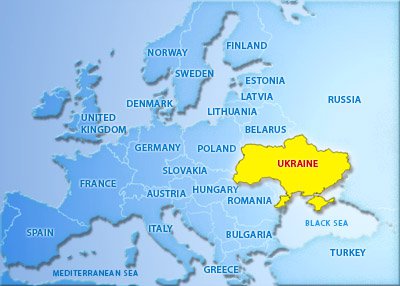 NORWAY
FINLAND
SWEDEN
ESTONIA
LATVIA
RUSSIA
DENMARK
LITHUANIA
UNITED
KINGDOM
BELARUS
GERMANY
POLAND
UKRAINE
SLOVAKIA
FRANCE
AUSTRIA
HUNGARY
ROMANIA
BLACK SEA
ITALY
SPAIN
BULGARIA
TURKEY
GREECE
MEDITERRANEAN SEA